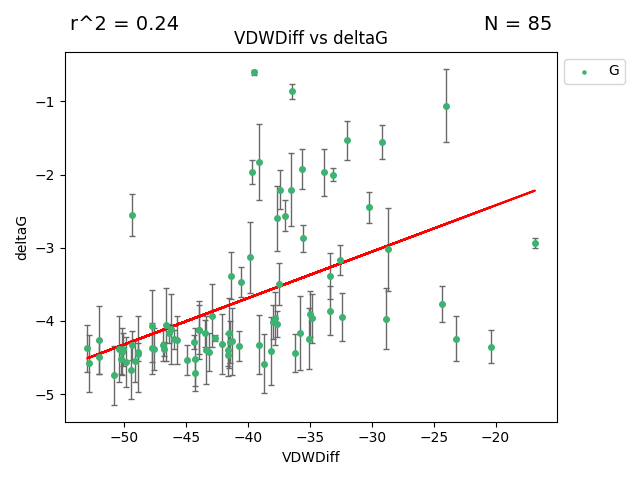 r^2 = 0.24
N = 85
VDWDiff vs deltaG
G
−1
−2
−3
−4
−5
deltaG
−50
−45
−40
−35
−30
−25
−20
VDWDiff